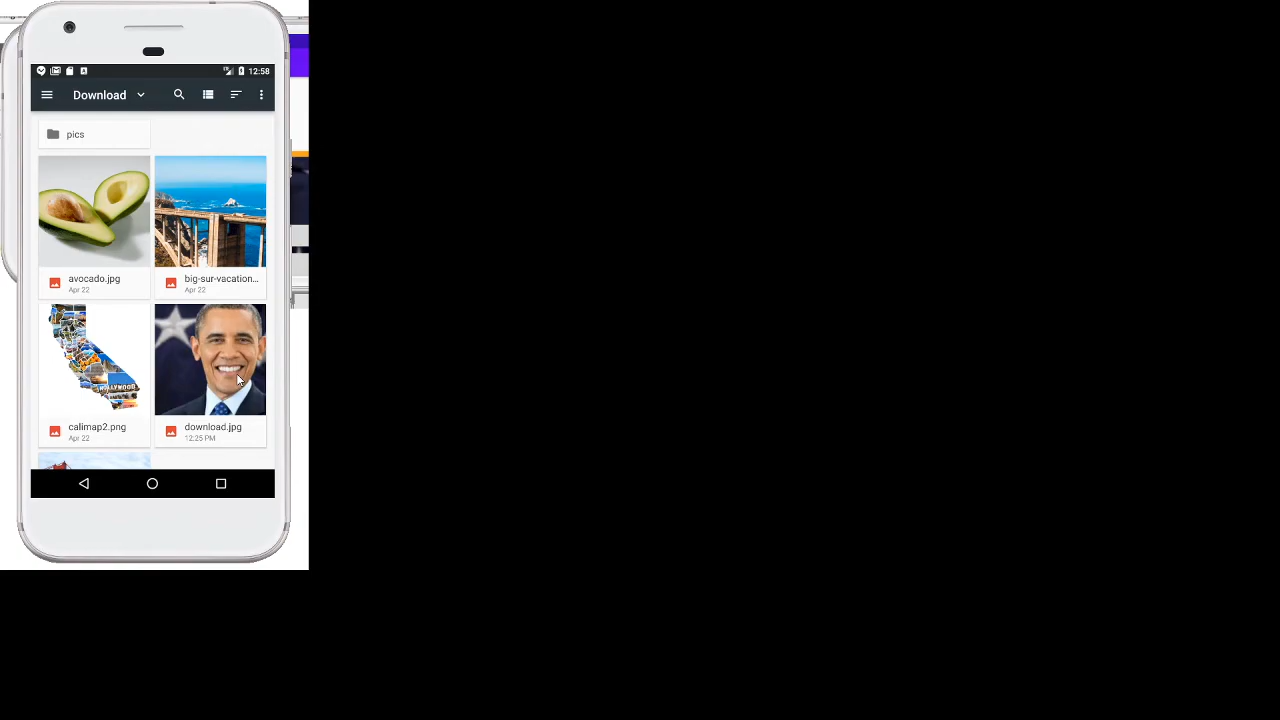 12:58
Download
pics
avocado.jpg
Apr 22
big-sur-vacation...
Apr 22
HOLLYWOOD
calimap2.png
Apr 22
download.jpg
12:25 PM